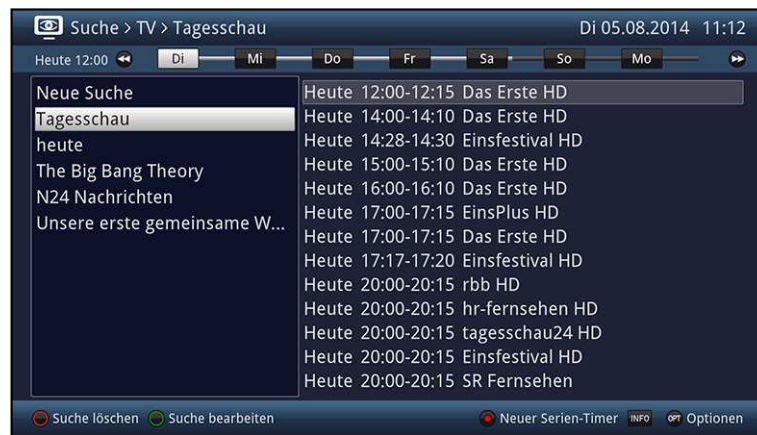 Suche > TV > Tagesschau Di 05.08.2014 11:12
Heute 12:00 Di Mi Do Fr Sa So Mo
Neue Suche
Tagesschau
heute
The Big Bang Theory
N24 Nachrichten
Unsere erste gemeinsame W...
Heute 12:00-12:15 Das Erste HD
Heute 14:00-14:10 Das Erste HD
Heute 14:28-14:30 Einsfestival HD
Heute 15:00-15:10 Das Erste HD
Heute 16:00-16:10 Das Erste HD
Heute 17:00-17:15 EinsPlus HD
Heute 17:00-17:15 Das Erste HD
Heute 17:17-17:20 Einsfestival HD
Heute 20:00-20:15 rbb HD
Heute 20:00-20:15 hr-fernsehen HD
Heute 20:00-20:15 tagesschau24 HD
Heute 20:00-20:15 Einsfestival HD
Heute 20:00-20:15 SR Fernsehen
Suche löschen Suche bearbeiten Neuer Serien-Timer INFO OPT Optionen